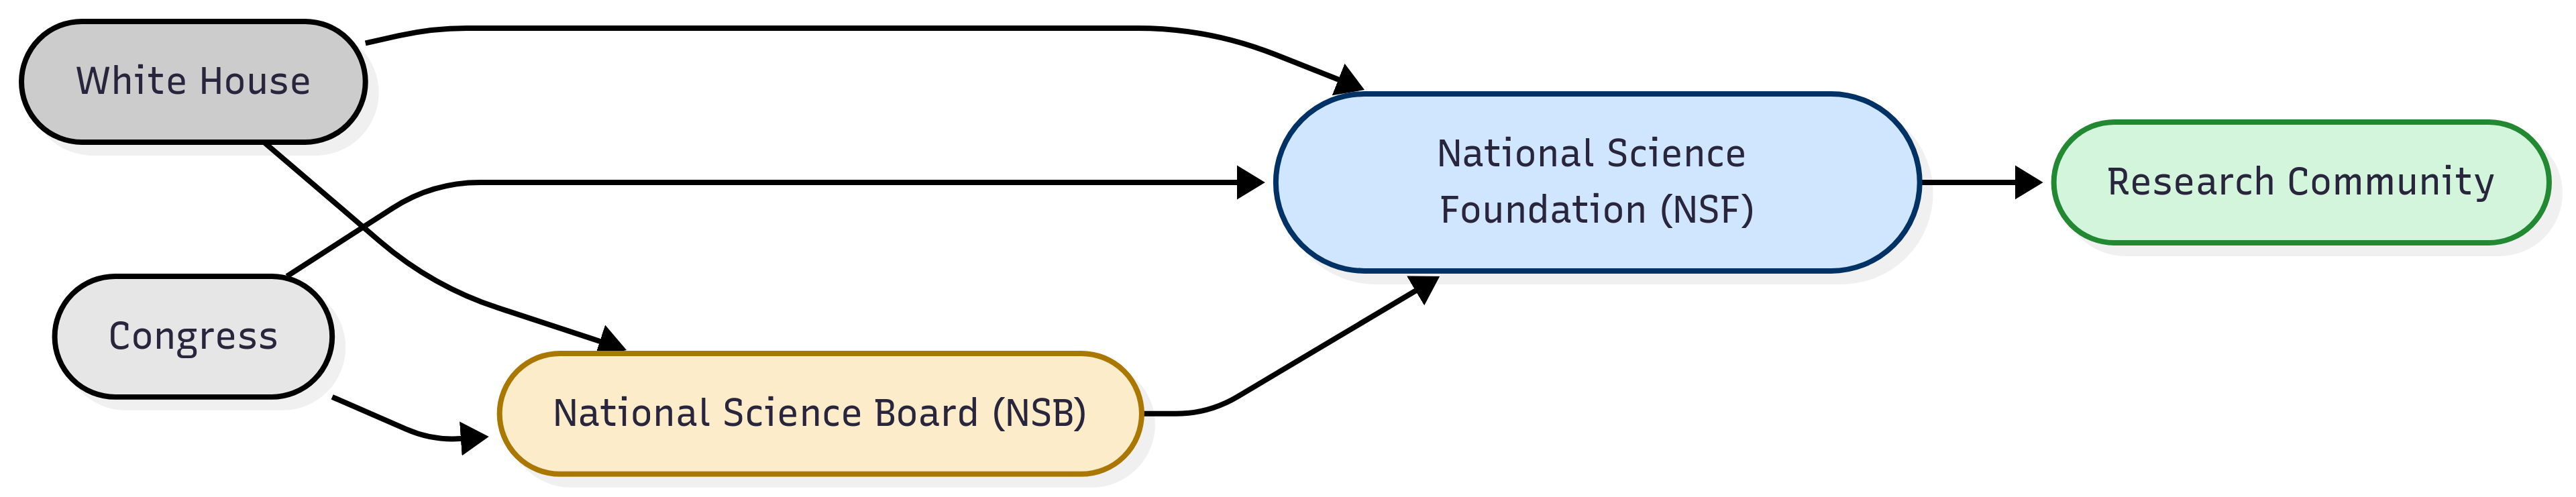 White House
National Science
Foundation (NSF)
Research Community
Congress
National Science Board (NSB)